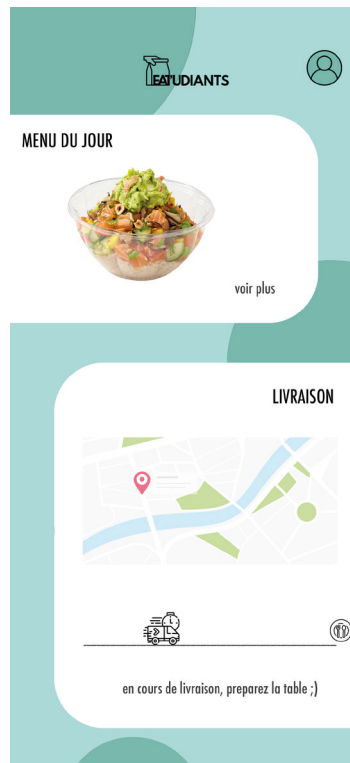 EATUDIANTS
MENU DU JOUR
voir plus
LIVRAISON
en cours de livraison, preparez la table ;)